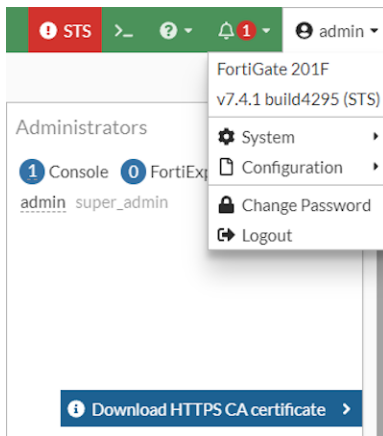 STS >_ ? 1 admin
FortiGate 201F
v7.4.1 build4295 (STS)
Administrators
System
1 Console 0 FortiExp
Configuration
admin super_admin
Change Password
Logout
Download HTTPS CA certificate